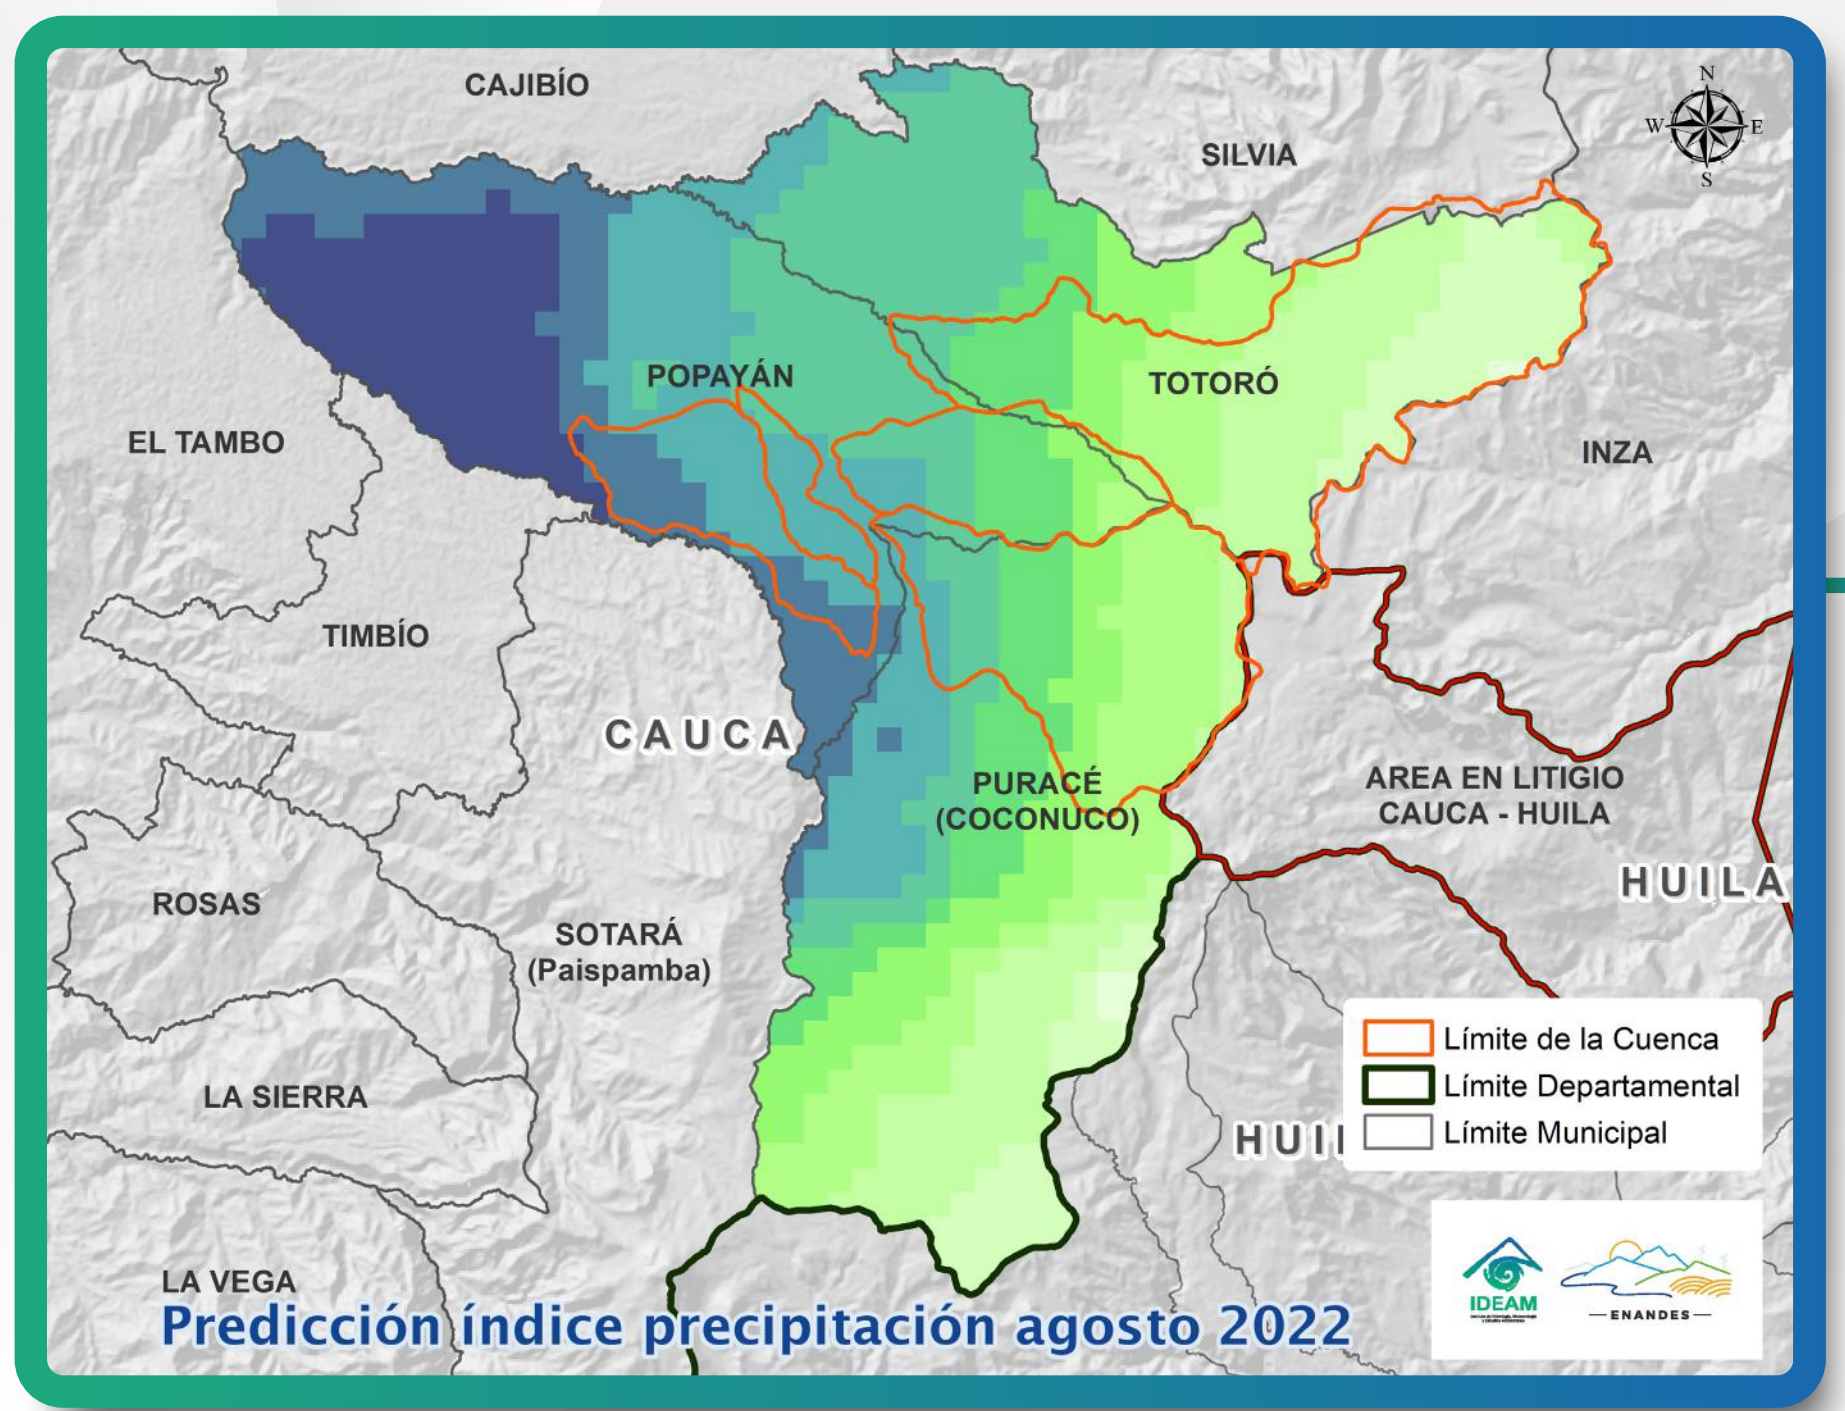 CAJIBÍO
N
W
E
S
SILVIA
POPAYÁN
TOTORÓ
EL TAMBO
INZA
TIMBÍO
CAUCA
PURACÉ
(COCONUCO)
AREA EN LITIGIO
CAUCA - HUILA
HUILA
ROSAS
SOTARÁ
(Paispamba)
Límite de la Cuenca
Límite Departamental
Límite Municipal
LA SIERRA
HUI
LA VEGA
Predicción índice precipitación agosto 2022
IDEAM
ENANDES